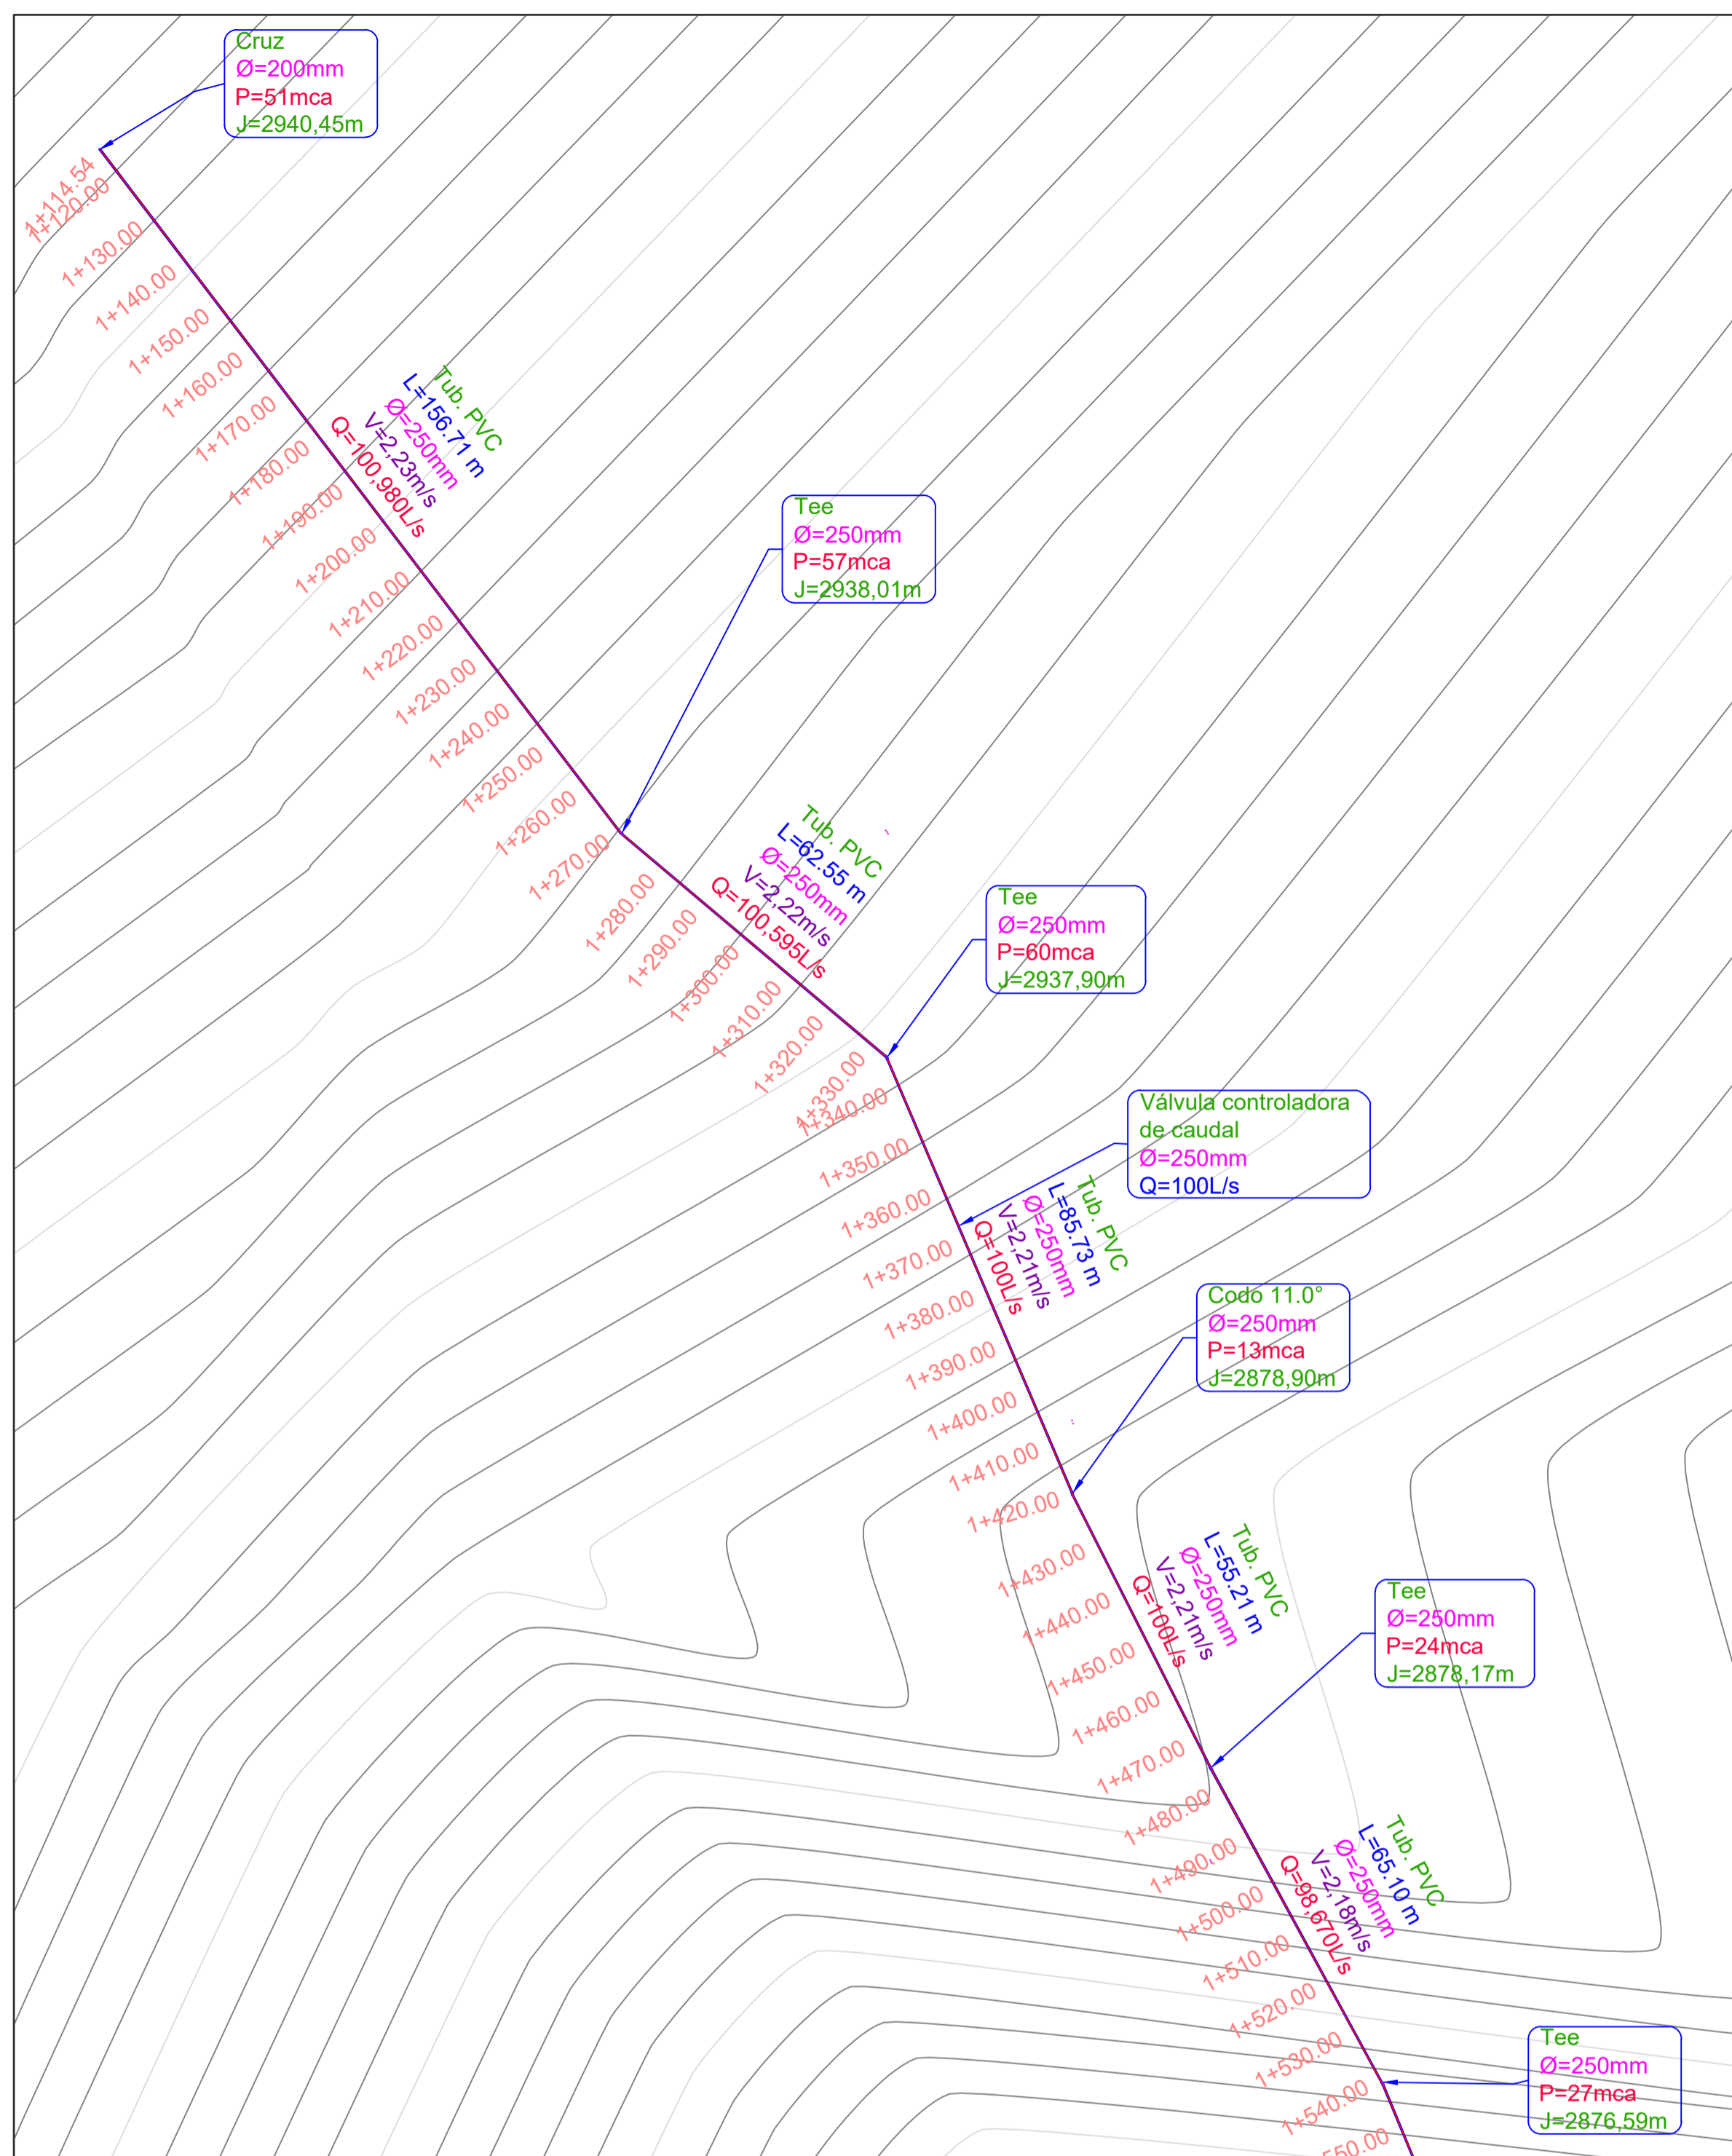 Cruz
Ø=200mm
P=51mca
J=2940,45m
1+114.54
1+120.00
1+130.00
1+140.00
1+150.00
1+160.00
1+170.00
1+180.00
1+190.00
1+200.00
1+210.00
1+220.00
1+230.00
1+240.00
1+250.00
1+260.00
1+270.00
Tub. PVC
L=156.71 m
Ø=250mm
V=2,23m/s
Q=100,980L/s
Tee
Ø=250mm
P=57mca
J=2938,01m
Tub. PVC
L=62.55 m
Ø=250mm
V=2,22m/s
Q=100,595L/s
1+280.00
1+290.00
1+300.00
1+310.00
1+320.00
1+330.00
Tee
Ø=250mm
P=60mca
J=2937,90m
1+340.00
1+350.00
1+360.00
1+370.00
1+380.00
1+390.00
1+400.00
1+410.00
1+420.00
Válvula controladora
de caudal
Ø=250mm
Q=100L/s
Tub. PVC
L=85.73 m
Ø=250mm
V=2,21m/s
Q=100L/s
Codo 11.0°
Ø=250mm
P=13mca
J=2878,90m
1+430.00
1+440.00
1+450.00
1+460.00
1+470.00
Tub. PVC
L=55.21 m
Ø=250mm
V=2,21m/s
Q=100L/s
Tee
Ø=250mm
P=24mca
J=2878,17m
1+480.00
1+490.00
1+500.00
1+510.00
1+520.00
1+530.00
1+540.00
550.00
Tub. PVC
L=65.10 m
Ø=250mm
V=2,18m/s
Q=98,670L/s
Tee
Ø=250mm
P=27mca
J=2876,59m